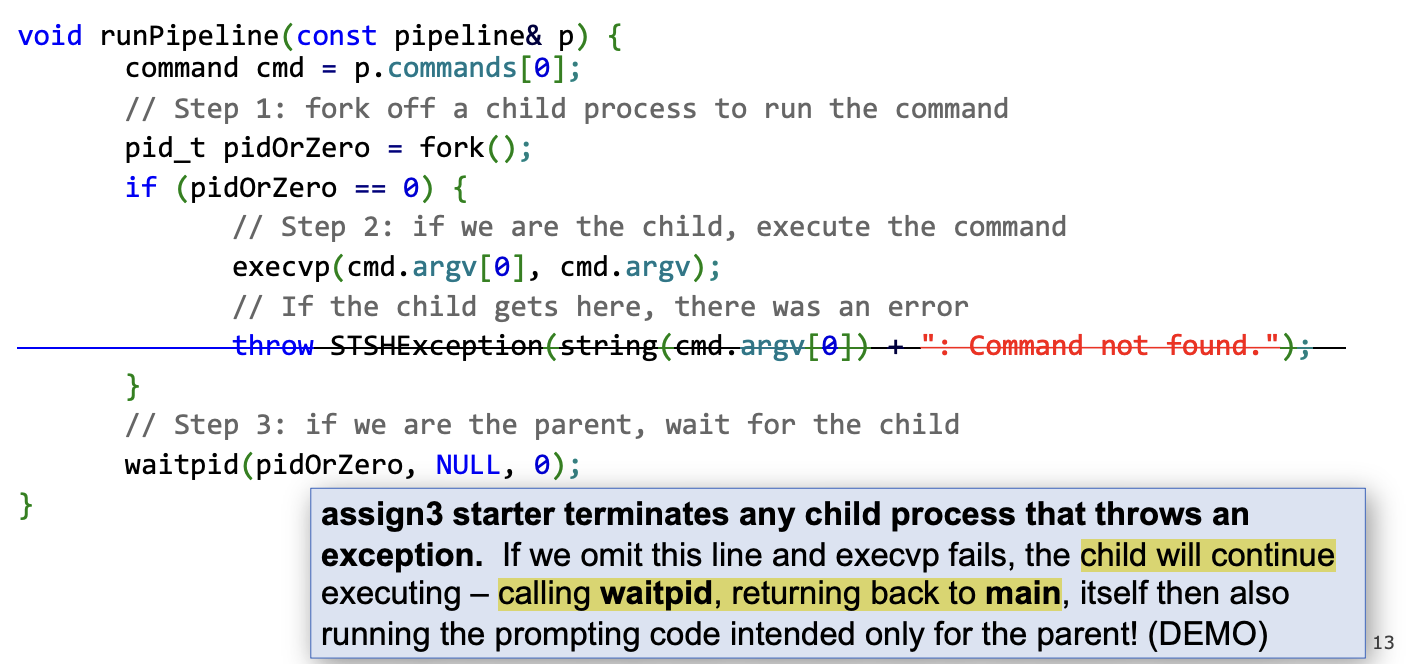 void runPipeline(const pipeline& p) {
command cmd = p.commands[0];
// Step 1: fork off a child process to run the command
pid_t pidOrZero = fork();
if (pidOrZero == 0) {
// Step 2: if we are the child, execute the command
execvp(cmd.argv[0], cmd.argv);
// If the child gets here, there was an error
throw STSHException(string(cmd.argv[0]) + ": Command not found.");
}
// Step 3: if we are the parent, wait for the child
waitpid(pidOrZero, NULL, 0);
}
assign3 starter terminates any child process that throws an
exception. If we omit this line and execvp fails, the child will continue
executing – calling waitpid, returning back to main, itself then also
running the prompting code intended only for the parent! (DEMO)
13